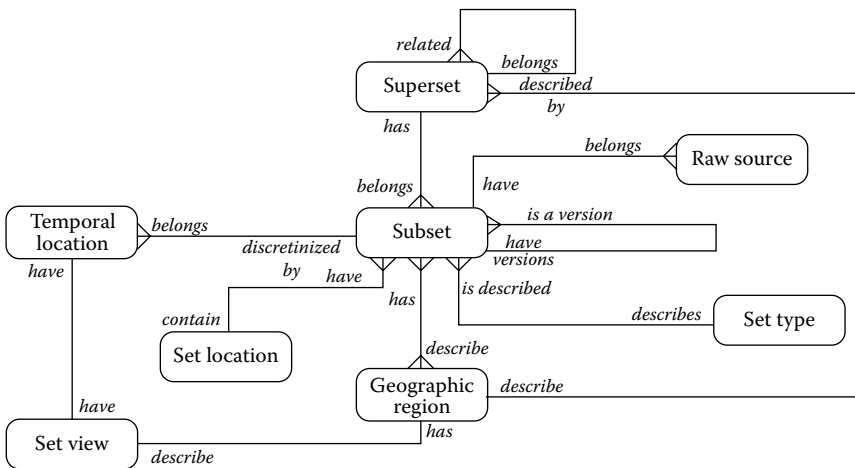 related
belongs
Superset
described
by
has
belongs
Raw source
have
belongs
Temporal
location
belongs
Subset
is a version
discretinized
by
have
versions
have
have
has
is described
contain
describes
Set type
Set location
describe
Geographic
region
describe
have
has
Set view
describe